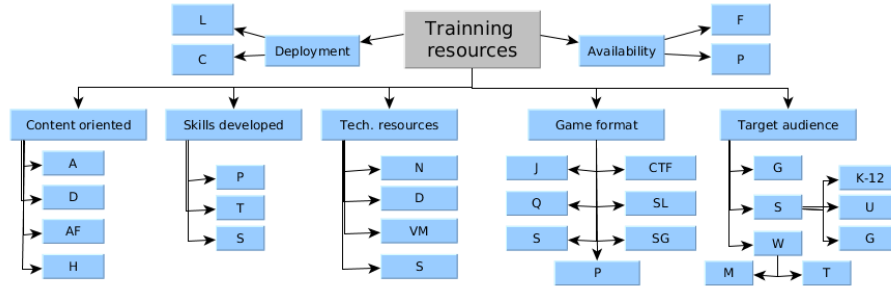 Trainning
resources
Deployment
L
C
Availability
F
P
Content oriented
A
D
AF
H
Skills developed
P
T
S
Tech. resources
N
D
VM
S
Game format
J
CTF
Q
SL
S
SG
P
Target audience
G
S
K-12
U
G
W
M
T